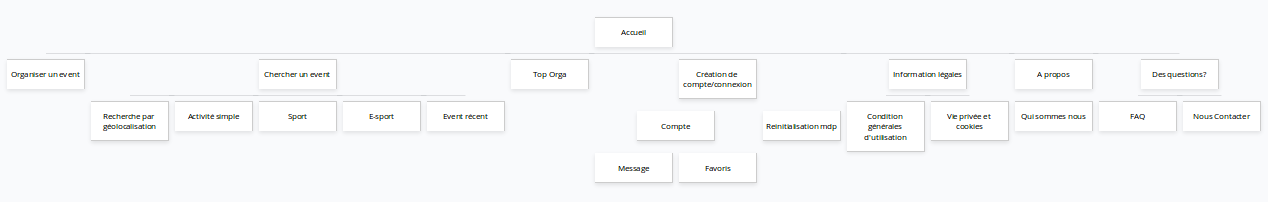 Accueil
Organiser un event
Chercher un event
Top Orga
Création de
compte/connexion
Information légales
A propos
Des questions?
Recherche par
géolocalisation
Activité simple
Sport
E-sport
Event récent
Compte
Reinitialisation mdp
Condition
générales
d'utilisation
Vie privée et
cookies
Qui sommes nous
FAQ
Nous Contacter
Message
Favoris